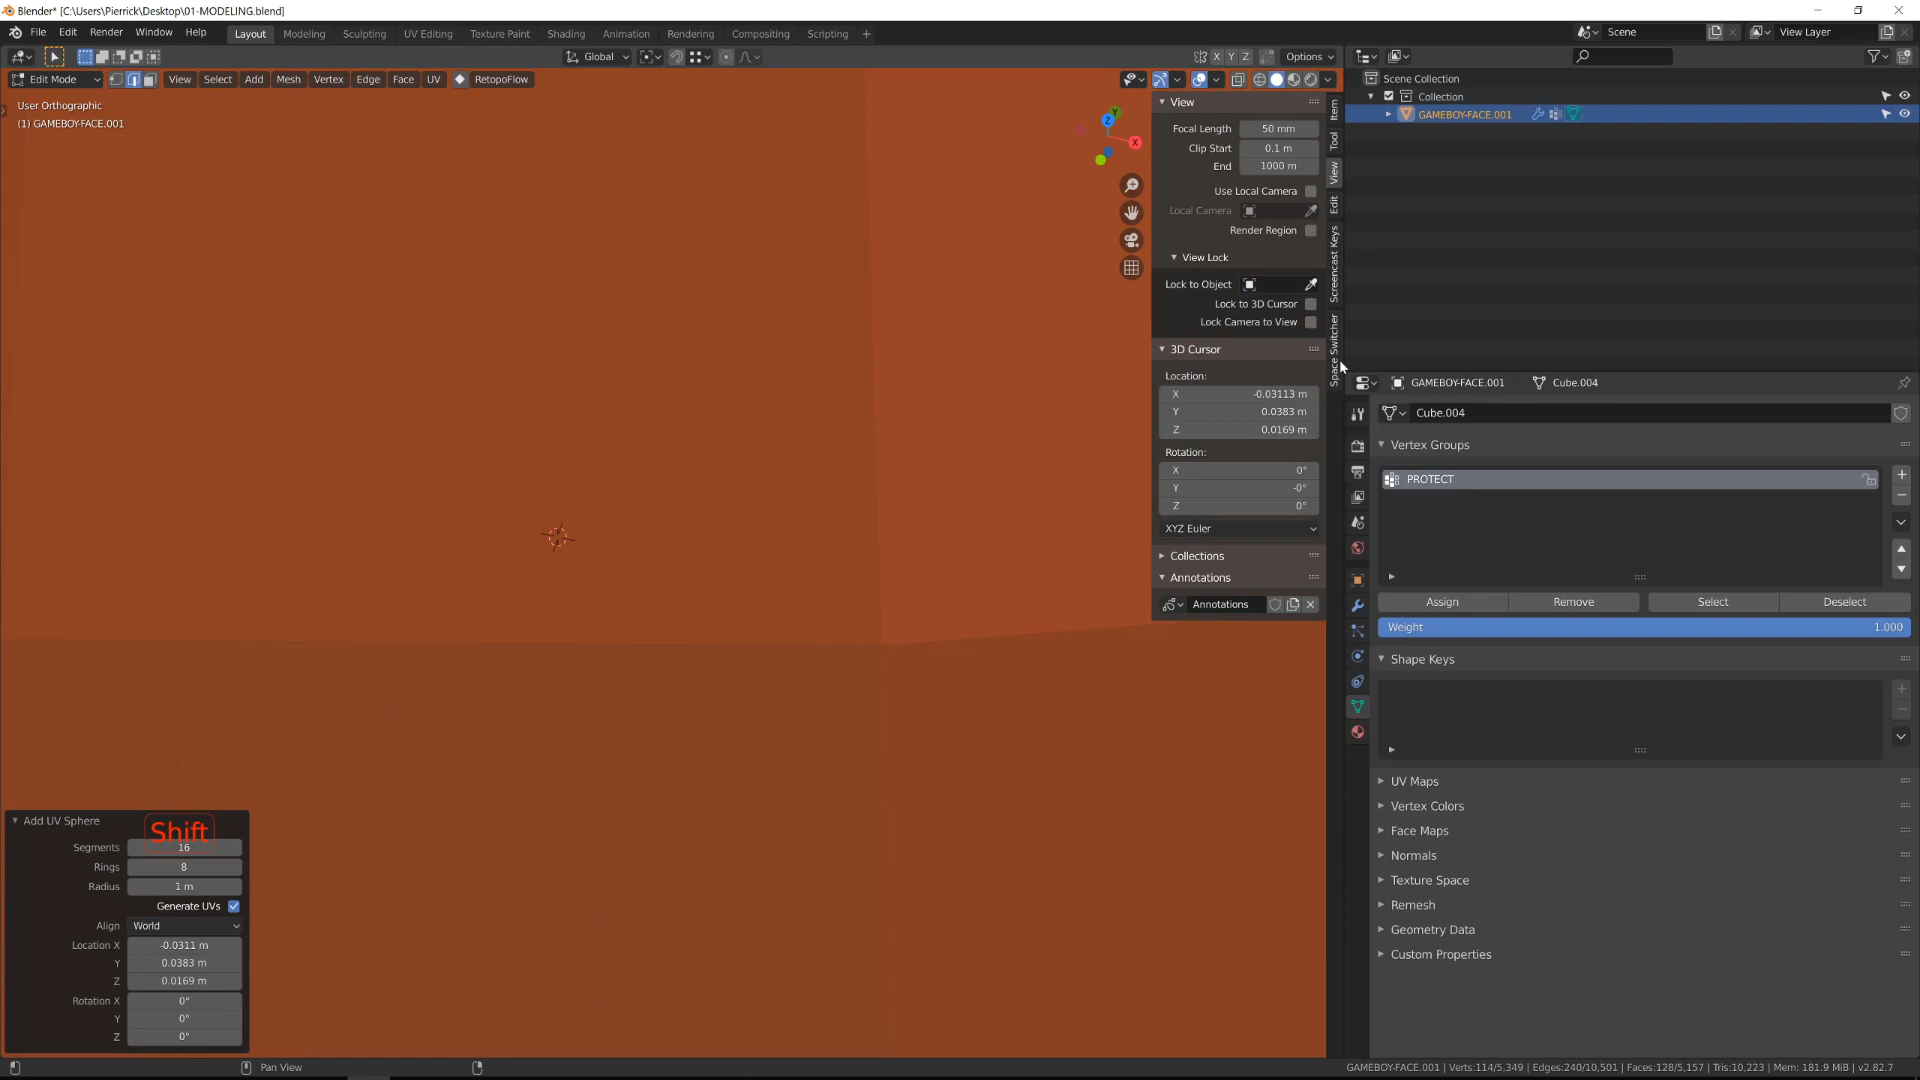 Blender* [C:\Users\Pierrick\Desktop\01-MODELING.blend]
File Edit Render Window Help Layout Modeling Sculpting UV Editing Texture Paint Shading Animation Rendering Compositing Scripting + Scene View Layer
Global X Y Z Options
Edit Mode View Select Add Mesh Vertex Edge Face UV RetopoFlow
User Orthographic
(1) GAMEBOY-FACE.001
Y
Z
X
View
Focal Length 50 mm
Clip Start 0.1 m
End 1000 m
Use Local Camera
Local Camera
Render Region
View Lock
Lock to Object
Lock to 3D Cursor
Lock Camera to View
3D Cursor
Location:
X -0.03113 m
Y 0.0383 m
Z 0.0169 m
Rotation:
X 0°
Y -0°
Z 0°
XYZ Euler
Collections
Annotations
Annotations
Item
Tool
View
Edit
Screencast Keys
Space Switcher
Scene Collection
Collection
GAMEBOY-FACE.001
GAMEBOY-FACE.001 Cube.004
Cube.004
Vertex Groups
PROTECT
Assign Remove Select Deselect
Weight 1.000
Shape Keys
UV Maps
Vertex Colors
Face Maps
Normals
Texture Space
Remesh
Geometry Data
Custom Properties
Add UV Sphere
Shift
Segments 16
Rings 8
Radius 1 m
Generate UVs
Align World
Location X -0.0311 m
Y 0.0383 m
Z 0.0169 m
Rotation X 0°
Y 0°
Z 0°
Pan View
GAMEBOY-FACE.001 | Verts:114/5,349 | Edges:240/10,501 | Faces:128/5,157 | Tris:10,223 | Mem: 181.9 MiB | v2.82.7